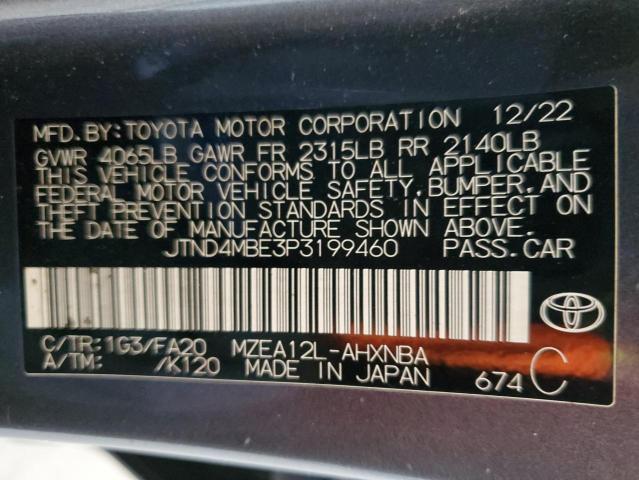 MFD.BY:TOYOTA MOTOR CORPORATION 12/22
GVWR 4065LB GAWR FR 2315LB RR 2140LB
THIS VEHICLE CONFORMS TO ALL APPLICABLE
FEDERAL MOTOR VEHICLE SAFETY,BUMPER,AND
THEFT PREVENTION STANDARDS IN EFFECT ON
THE DATE OF MANUFACTURE SHOWN ABOVE.
JTND4MBE3P3199460 PASS.CAR
C/TR:1G3/FA20 MZEA12L-AHXNBA
A/TM: /K120 MADE IN JAPAN 674 C